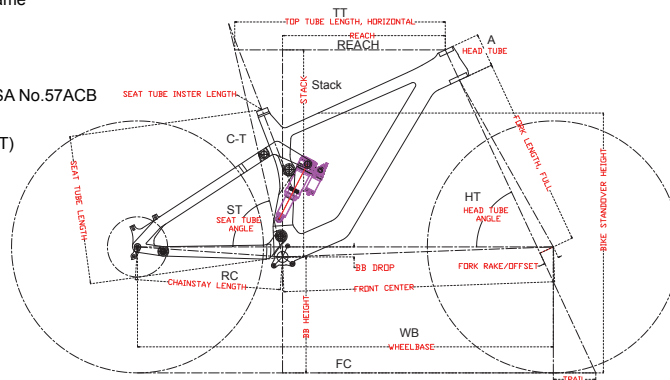 ame
TT
TOP TUBE LENGTH, HORIZONTAL
REACH
REACH
A
HEAD TUBE
SA No.57ACB
SEAT TUBE INSTER LENGTH
STACK
Stack
T)
C-T
FORK LENGTH, FULL
SEAT TUBE LENGTH
BIKE STANDOVER HEIGHT
ST
SEAT TUBE
ANGLE
HT
HEAD TUBE
ANGLE
BB DROP
FORK RAKE/OFFSET
RC
CHAINSTAY LENGTH
FRONT CENTER
BB HEIGHT
WB
WHEELBASE
FC
TRAIL